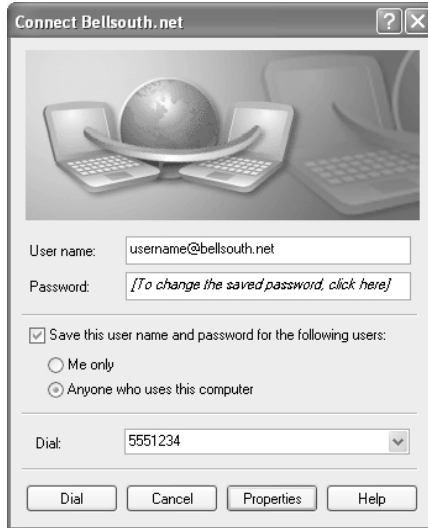 Connect Bellsouth.net
User name: username@bellsouth.net
Password: [To change the saved password, click here]
Save this user name and password for the following users:
Me only
Anyone who uses this computer
Dial: 5551234
Dial Cancel Properties Help